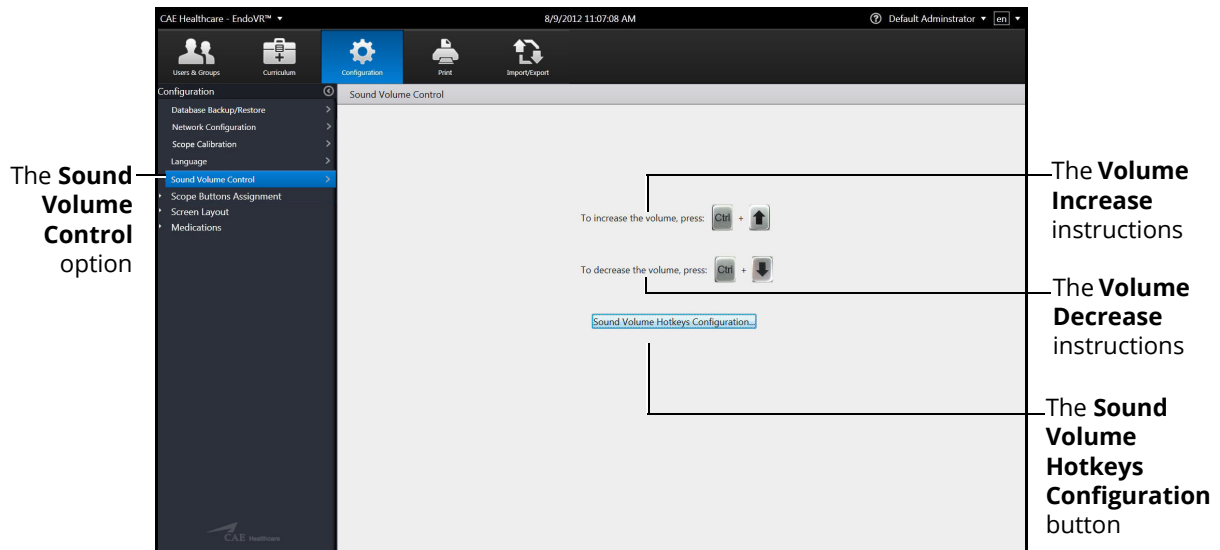 CAE Healthcare - EndoVR™
8/9/2012 11:07:08 AM
Default Adminstrator
en
Users & Groups
Curriculum
Configuration
Print
Import/Export
Configuration
Sound Volume Control
Database Backup/Restore
Network Configuration
Scope Calibration
Language
Sound Volume Control
Scope Buttons Assignment
Screen Layout
Medications
To increase the volume, press: Ctrl +
To decrease the volume, press: Ctrl +
Sound Volume Hotkeys Configuration...
CAE Healthcare
The Sound
Volume
Control
option
The Volume
Increase
instructions
The Volume
Decrease
instructions
The Sound
Volume
Hotkeys
Configuration
button